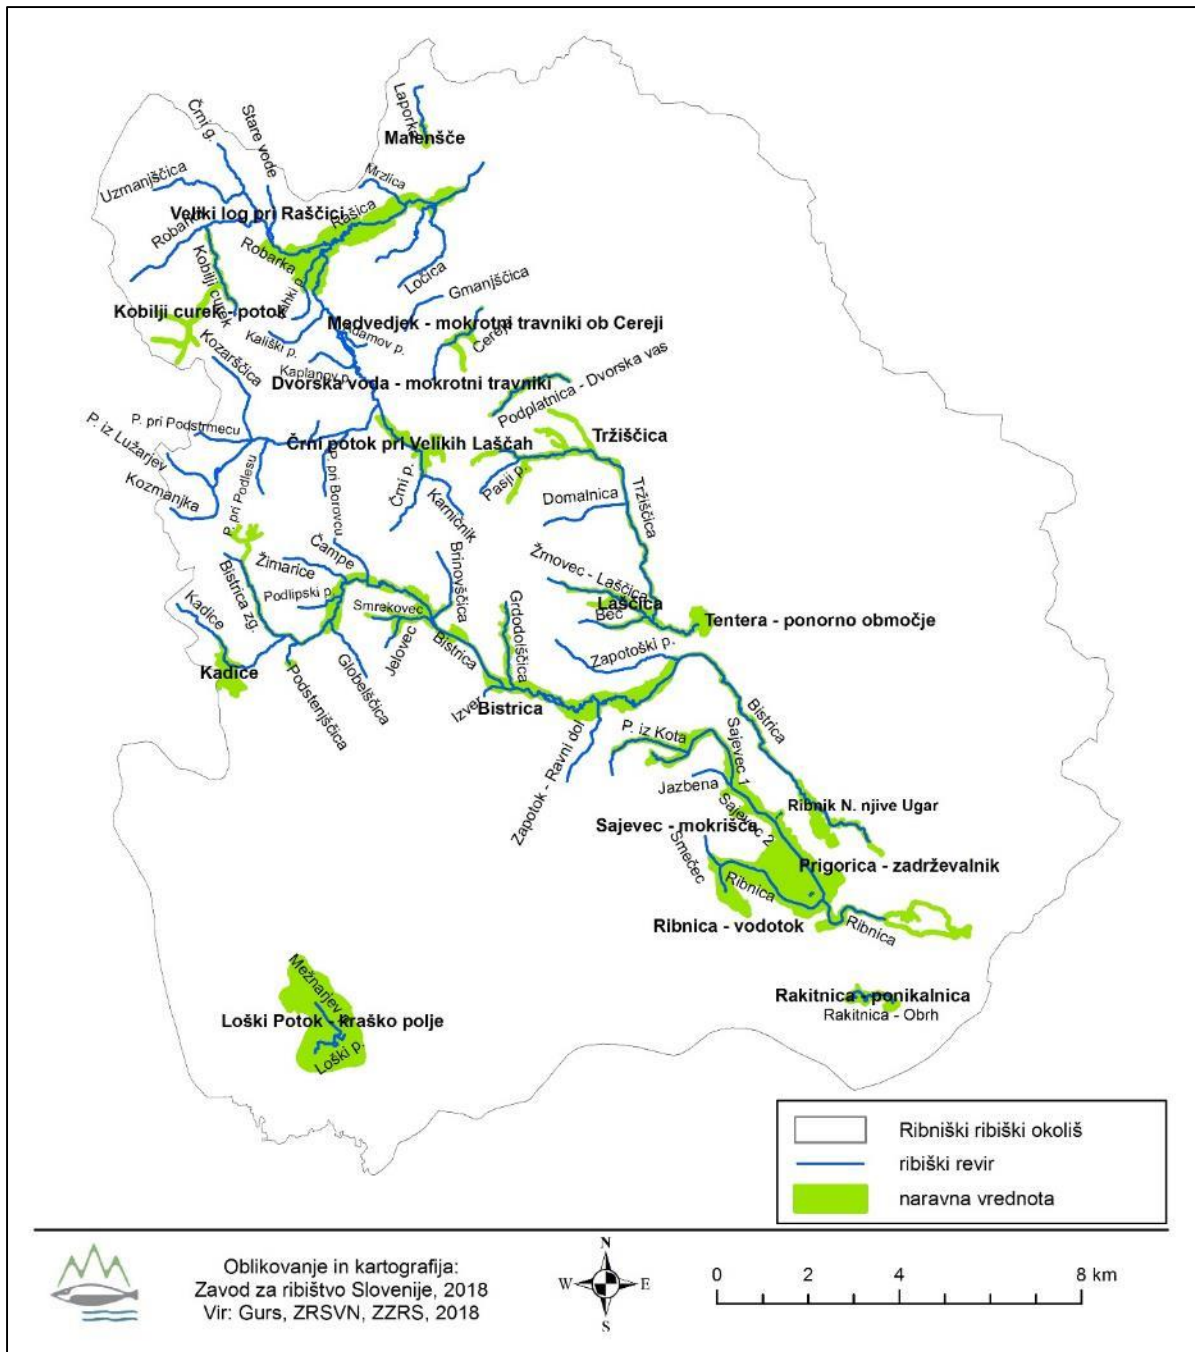 Laporka
Malenšče
Črni g.
Stare vode
Mrzlica
Uzmanjščica
Veliki log pri Raščici
Rašica
Robarka
Robarka
Ločica
Gmanjščica
Kobilji curek
Kobilji curek - potok
Medvedjek - mokrotni travniki ob Cereji
Cereja
Kozarščica
Kališki p.
Adamov p.
Kaplanov p.
Dvorska voda - mokrotni travniki
Podplatnica - Dvorska vas
P. pri Podstrmecu
Črni potok pri Velikih Laščah
Tržiščica
P. iz Lužarjev
Kozmanjka
P. pri Podlesu
P. pri Borovcu
Črni p.
Karničnik
Pasji p.
Domalnica
Tržiščica
Bistrica zg.
Žimarice
Čampe
Brinovščica
Žrnovec - Laščica
Podlipski p.
Smrekovec
Grdodolščica
Laščica
Beč
Tentera - ponorno območje
Kadice
Kadice
Podstenjščica
Globelščica
Jelovec
Bistrica
Zapotoški p.
Izver
Bistrica
Bistrica
Zapotok - Ravni dol
P. iz Kota
Sajevec 1
Jazbena
Sajevec 2
Ribnik N. njive Ugar
Sajevec - mokrišče
Smečec
Prigorica - zadrževalnik
Ribnica
Ribnica - vodotok
Ribnica
Mežnarjev p.
Rakitnica - ponikalnica
Rakitnica - Obrh
Loški Potok - kraško polje
Loški p.
Ribniški ribiški okoliš
ribiški revir
naravna vrednota
Oblikovanje in kartografija:
Zavod za ribištvo Slovenije, 2018
Vir: Gurs, ZRSVN, ZZRS, 2018
N
W E
S
0 2 4 8 km